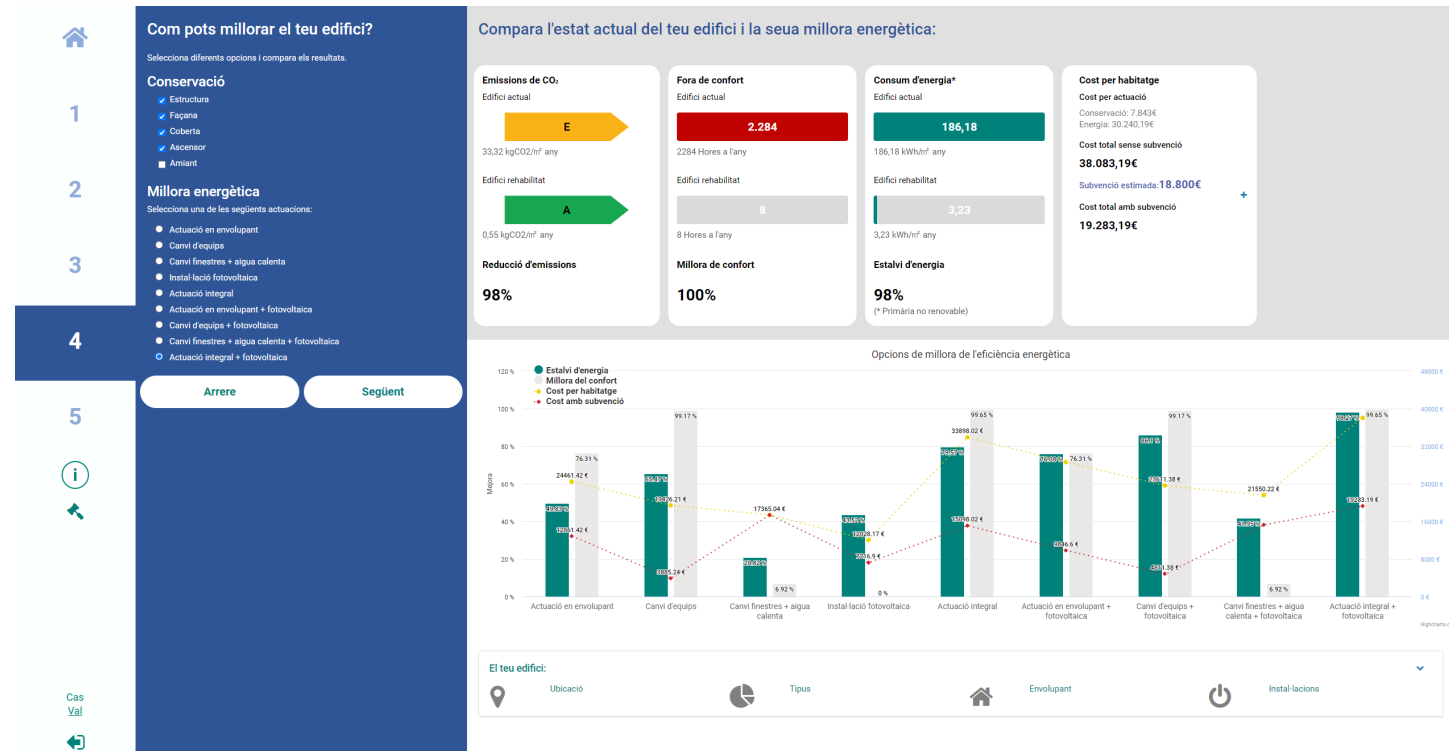 1
2
3
4
5
i
Cas
Val
Com pots millorar el teu edifici?
Selecciona diferents opcions i compara els resultats.
Conservació
Estructura
Façana
Coberta
Ascensor
Amiant
Millora energètica
Selecciona una de les següents actuacions:
Actuació en envolupant
Canvi d'equips
Canvi finestres + aigua calenta
Instal·lació fotovoltaica
Actuació integral
Actuació en envolupant + fotovoltaica
Canvi d'equips + fotovoltaica
Canvi finestres + aigua calenta + fotovoltaica
Actuació integral + fotovoltaica
Arrere
Següent
Compara l'estat actual del teu edifici i la seua millora energètica:
Emissions de CO₂
Edifici actual
E
33,32 kgCO2/m² any
Edifici rehabilitat
A
0,55 kgCO2/m² any
Reducció d'emissions
98%
Fora de confort
Edifici actual
2.284
2284 Hores a l'any
Edifici rehabilitat
8
8 Hores a l'any
Millora de confort
100%
Consum d'energia*
Edifici actual
186,18
186,18 kWh/m² any
Edifici rehabilitat
3,23
3,23 kWh/m² any
Estalvi d'energia
98%
(* Primària no renovable)
Cost per habitatge
Cost per actuació
Conservació: 7.843€
Energia: 30.240,19€
Cost total sense subvenció
38.083,19€
Subvenció estimada:18.800€
+
Cost total amb subvenció
19.283,19€
Opcions de millora de l'eficiència energètica
Estalvi d'energia
Millora del confort
Cost per habitatge
Cost amb subvenció
Mejora
120 %
100 %
80 %
60 %
40 %
20 %
0 %
48000 €
40000 €
32000 €
24000 €
16000 €
8000 €
0 €
76.31 %
24461.42 €
99.17 %
17365.04 €
6.92 %
0 %
99.65 %
33898.02 €
15098.02 €
76.31 %
9846.6 €
99.17 %
21550.22 €
6.92 %
99.65 %
19283.19 €
Actuació en envolupant
Canvi d'equips
Canvi finestres + aigua
calenta
Instal·lació fotovoltaica
Actuació integral
Actuació en envolupant +
fotovoltaica
Canvi d'equips +
fotovoltaica
Canvi finestres + aigua
calenta + fotovoltaica
Actuació integral +
fotovoltaica
El teu edifici:
Ubicació
Tipus
Envolupant
Instal·lacions